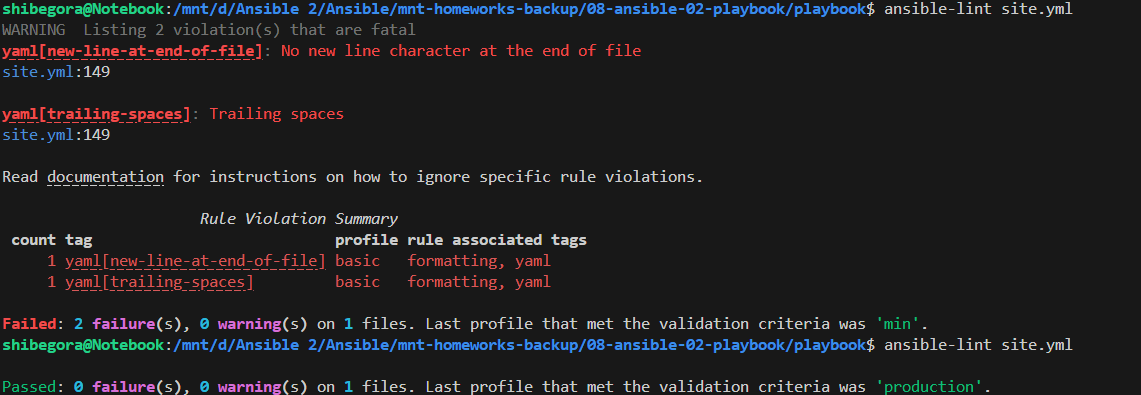 shibegora@Notebook:/mnt/d/Ansible 2/Ansible/mnt-homeworks-backup/08-ansible-02-playbook/playbook$ ansible-lint site.yml
WARNING  Listing 2 violation(s) that are fatal
yaml[new-line-at-end-of-file]: No new line character at the end of file
site.yml:149
yaml[trailing-spaces]: Trailing spaces
site.yml:149
Read documentation for instructions on how to ignore specific rule violations.
Rule Violation Summary
count tag profile rule associated tags
1 yaml[new-line-at-end-of-file] basic formatting, yaml
1 yaml[trailing-spaces] basic formatting, yaml
Failed: 2 failure(s), 0 warning(s) on 1 files. Last profile that met the validation criteria was 'min'.
shibegora@Notebook:/mnt/d/Ansible 2/Ansible/mnt-homeworks-backup/08-ansible-02-playbook/playbook$ ansible-lint site.yml
Passed: 0 failure(s), 0 warning(s) on 1 files. Last profile that met the validation criteria was 'production'.